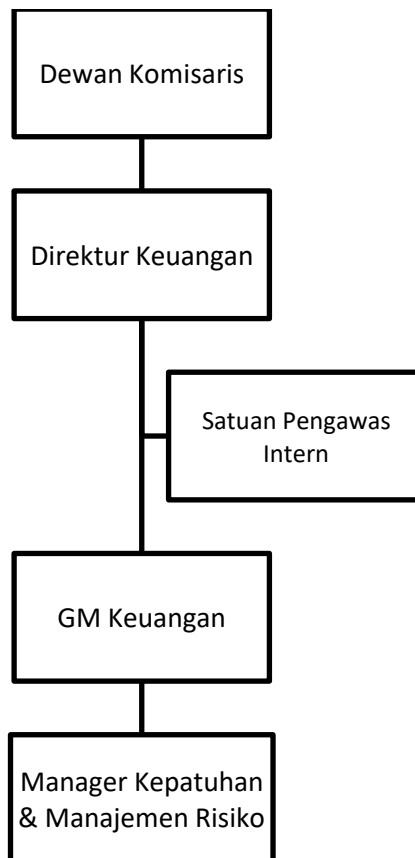 Dewan Komisaris
Direktur Keuangan
Satuan Pengawas
Intern
GM Keuangan
Manager Kepatuhan
& Manajemen Risiko